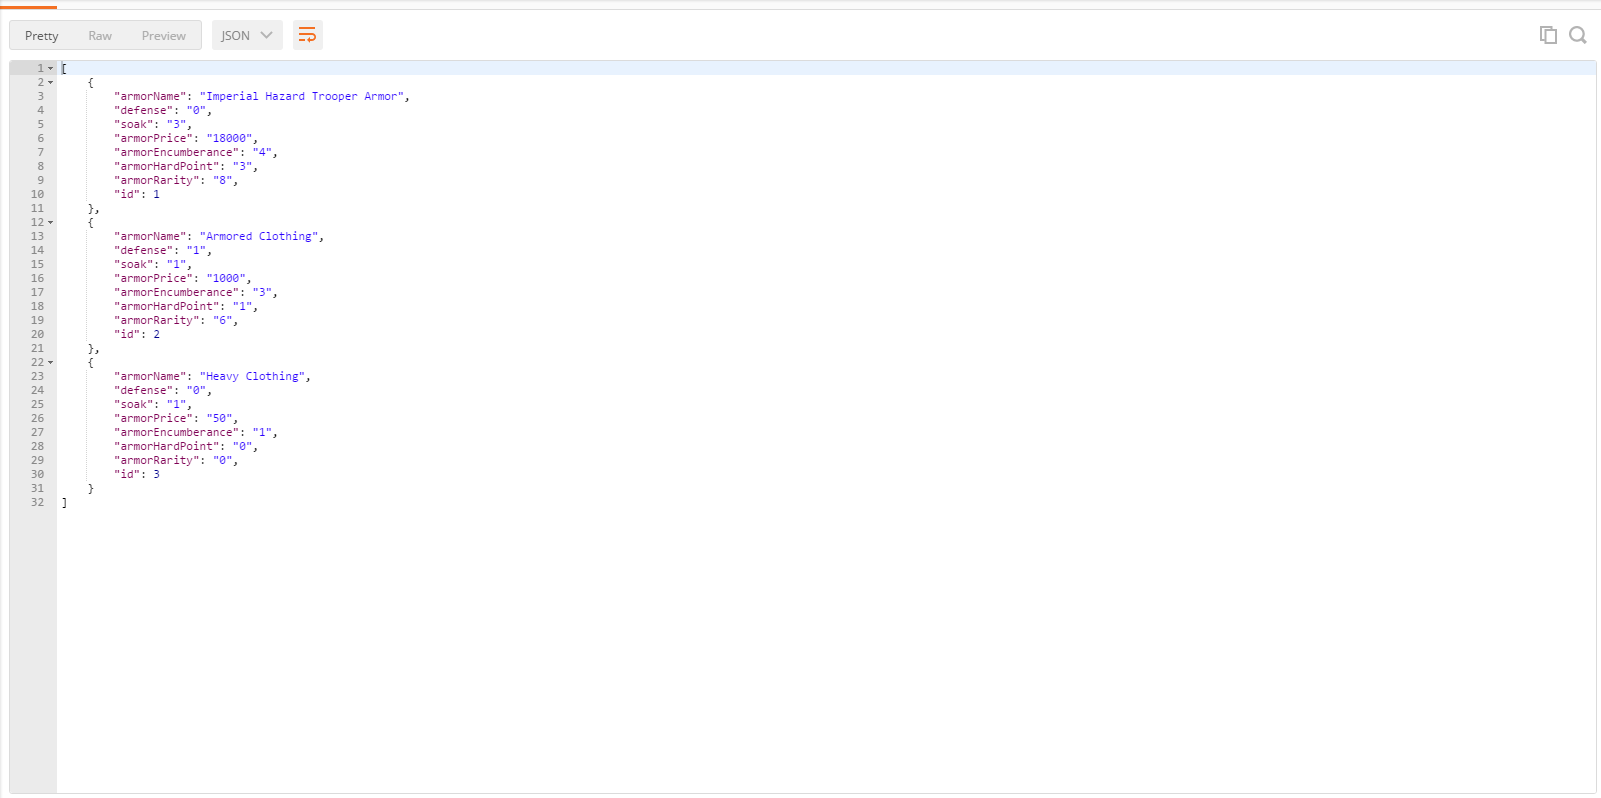 Pretty Raw Preview JSON
1 [
2 {
3 "armorName": "Imperial Hazard Trooper Armor",
4 "defense": "0",
5 "soak": "3",
6 "armorPrice": "18000",
7 "armorEncumberance": "4",
8 "armorHardPoint": "3",
9 "armorRarity": "8",
10 "id": 1
11 },
12 {
13 "armorName": "Armored Clothing",
14 "defense": "1",
15 "soak": "1",
16 "armorPrice": "1000",
17 "armorEncumberance": "3",
18 "armorHardPoint": "1",
19 "armorRarity": "6",
20 "id": 2
21 },
22 {
23 "armorName": "Heavy Clothing",
24 "defense": "0",
25 "soak": "1",
26 "armorPrice": "50",
27 "armorEncumberance": "1",
28 "armorHardPoint": "0",
29 "armorRarity": "0",
30 "id": 3
31 }
32 ]